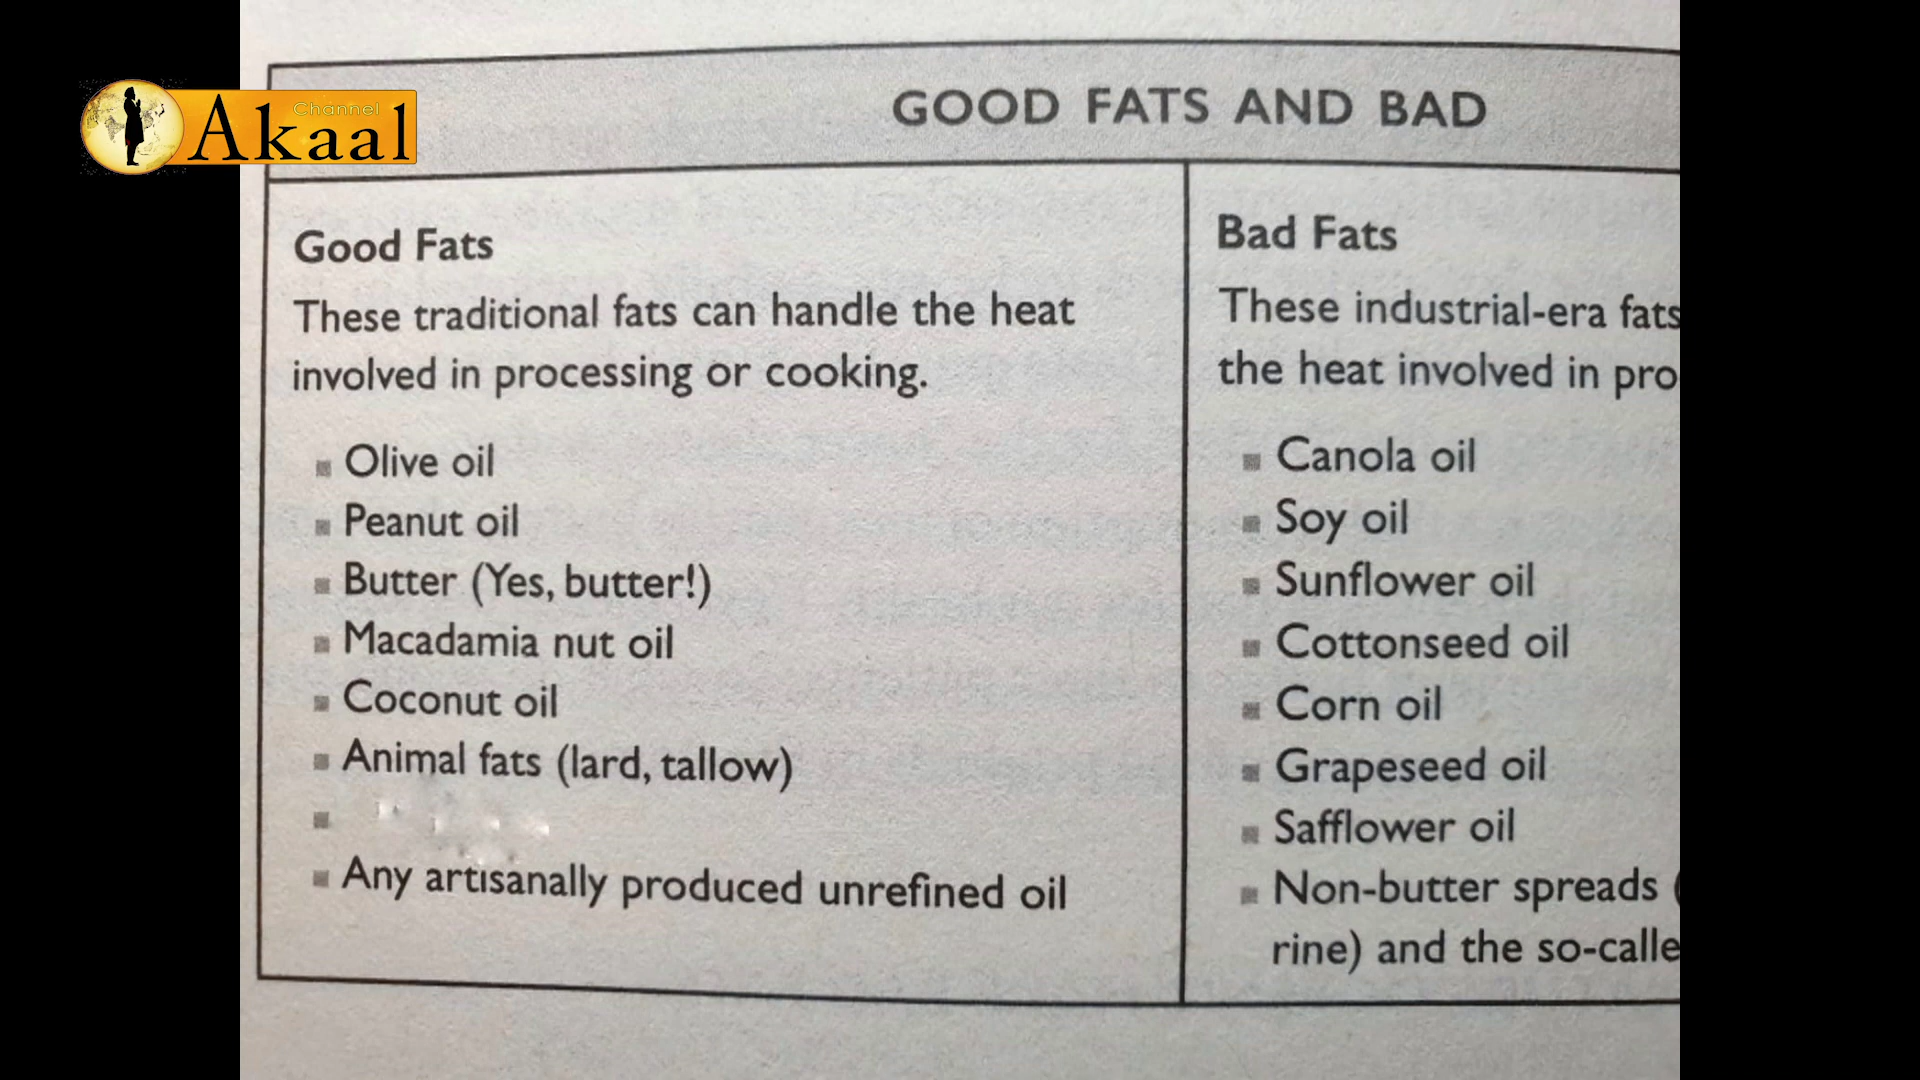 Channel
Akaal
GOOD FATS AND BAD
Good Fats
These traditional fats can handle the heat
involved in processing or cooking.
Olive oil
Peanut oil
Butter (Yes, butter!)
Macadamia nut oil
Coconut oil
Animal fats (lard, tallow)
Any artisanally produced unrefined oil
Bad Fats
These industrial-era fats
the heat involved in pro
Canola oil
Soy oil
Sunflower oil
Cottonseed oil
Corn oil
Grapeseed oil
Safflower oil
Non-butter spreads (
rine) and the so-calle